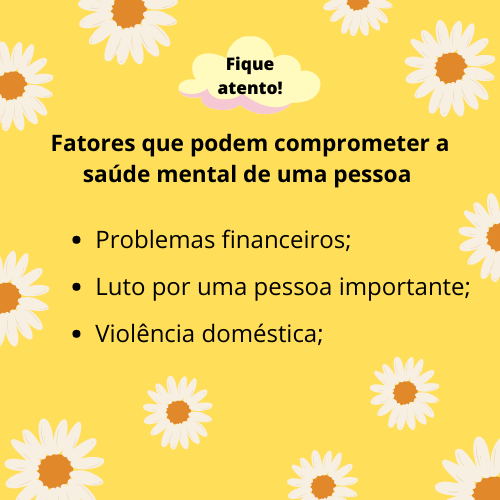 Fique
atento!
Fatores que podem comprometer a
saúde mental de uma pessoa
• Problemas financeiros;
• Luto por uma pessoa importante;
• Violência doméstica;